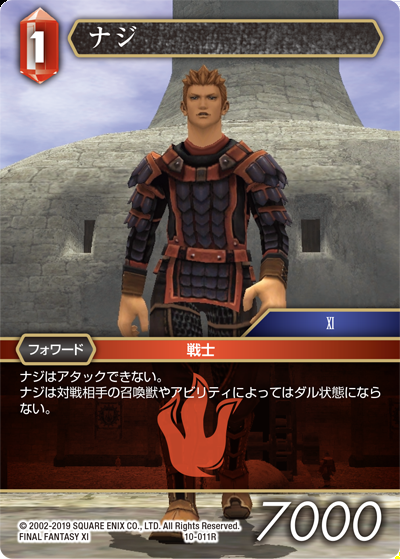 1
ナジ
XI
フォワード
戦士
ナジはアタックできない。
ナジは対戦相手の召喚獣やアビリティによってはダル状態になら
ない。
© 2002-2019 SQUARE ENIX CO., LTD. All Rights Reserved.
FINAL FANTASY XI
10-011R
7000